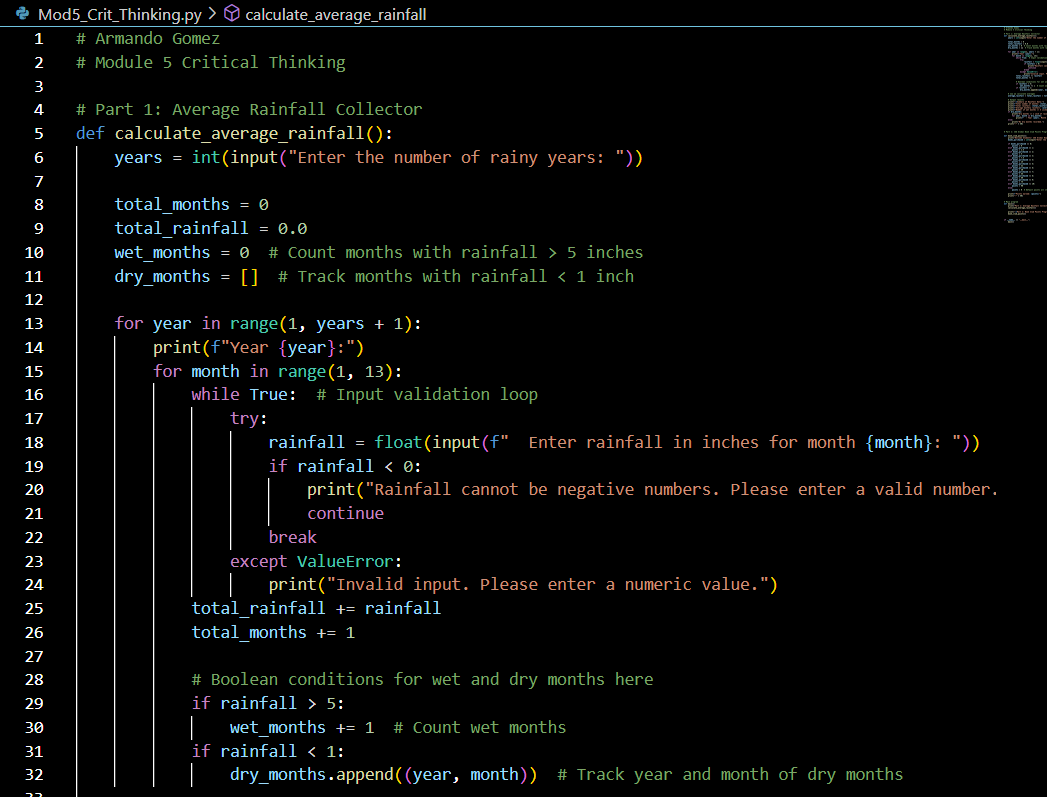 Mod5_Crit_Thinking.py > calculate_average_rainfall
1 # Armando Gomez
2 # Module 5 Critical Thinking
3
4 # Part 1: Average Rainfall Collector
5 def calculate_average_rainfall():
6     years = int(input("Enter the number of rainy years: "))
7
8     total_months = 0
9     total_rainfall = 0.0
10     wet_months = 0  # Count months with rainfall > 5 inches
11     dry_months = []  # Track months with rainfall < 1 inch
12
13     for year in range(1, years + 1):
14         print(f"Year {year}:")
15         for month in range(1, 13):
16             while True:  # Input validation loop
17                 try:
18                     rainfall = float(input(f"  Enter rainfall in inches for month {month}: "))
19                     if rainfall < 0:
20                         print("Rainfall cannot be negative numbers. Please enter a valid number.
21                         continue
22                     break
23                 except ValueError:
24                     print("Invalid input. Please enter a numeric value.")
25             total_rainfall += rainfall
26             total_months += 1
27
28             # Boolean conditions for wet and dry months here
29             if rainfall > 5:
30                 wet_months += 1  # Count wet months
31             if rainfall < 1:
32                 dry_months.append((year, month))  # Track year and month of dry months
33